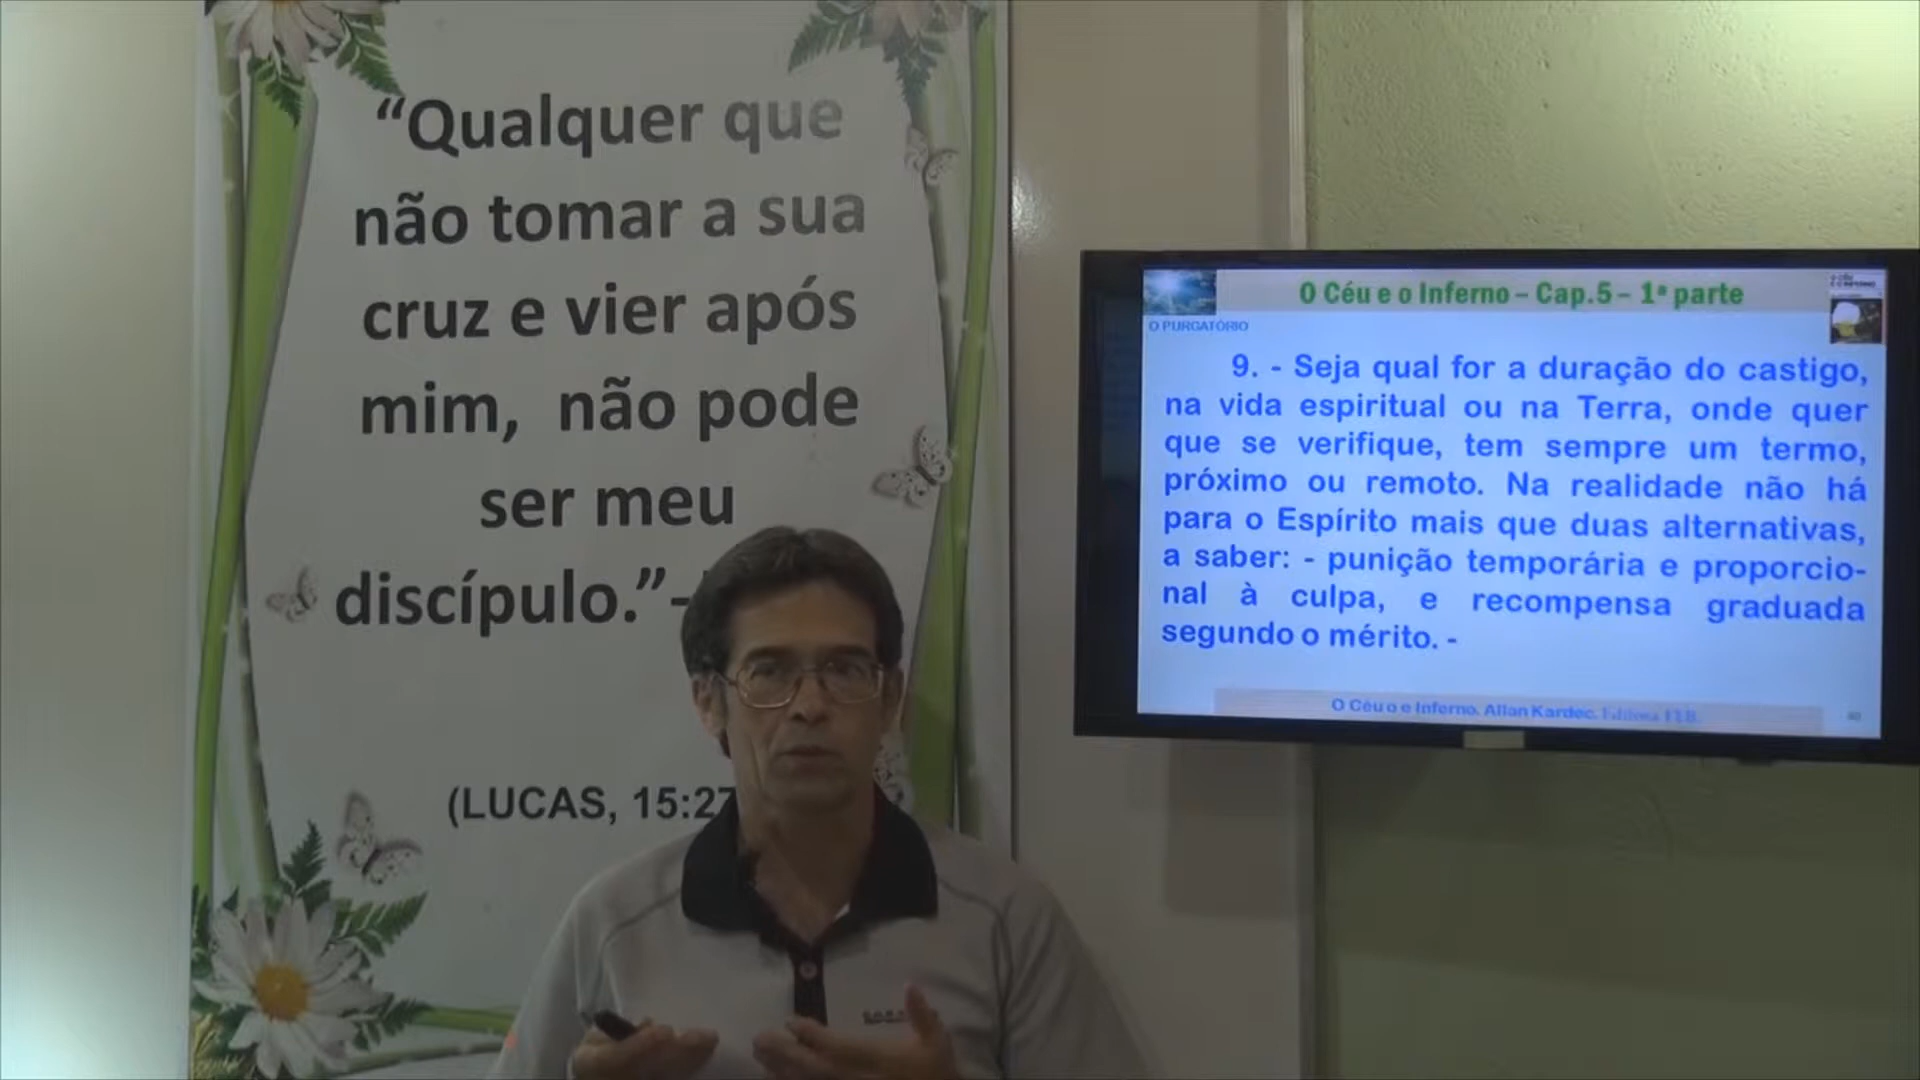 “Qualquer que
não tomar a sua
cruz e vier após
mim, não pode
ser meu
discípulo.”-
(LUCAS, 15:27
O Céu e o Inferno – Cap.5 – 1ª parte
O PURGATÓRIO
9. - Seja qual for a duração do castigo,
na vida espiritual ou na Terra, onde quer
que se verifique, tem sempre um termo,
próximo ou remoto. Na realidade não há
para o Espírito mais que duas alternativas,
a saber: - punição temporária e proporcio-
nal à culpa, e recompensa graduada
segundo o mérito. -
O Céu o e Inferno. Allan Kardec. Editora FEB.